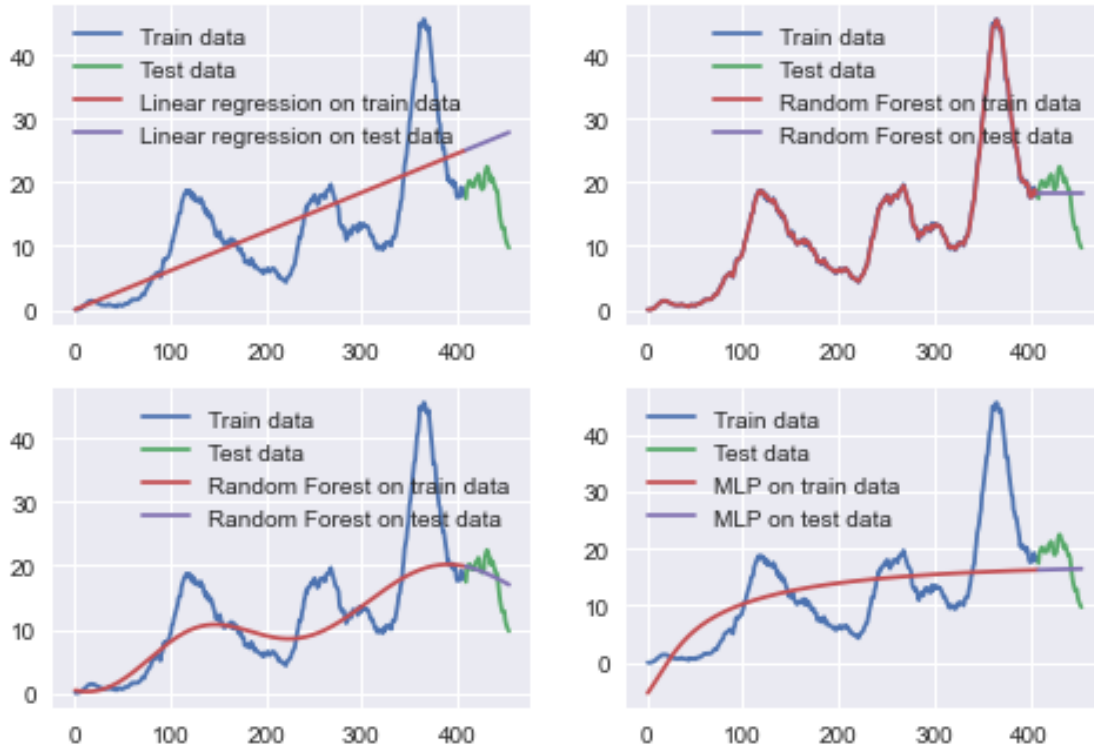 Train data
Test data
Linear regression on train data
Linear regression on test data
40
30
20
10
0
0 100 200 300 400
Train data
Test data
Random Forest on train data
Random Forest on test data
40
30
20
10
0
0 100 200 300 400
Train data
Test data
Random Forest on train data
Random Forest on test data
40
30
20
10
0
0 100 200 300 400
Train data
Test data
MLP on train data
MLP on test data
40
30
20
10
0
0 100 200 300 400